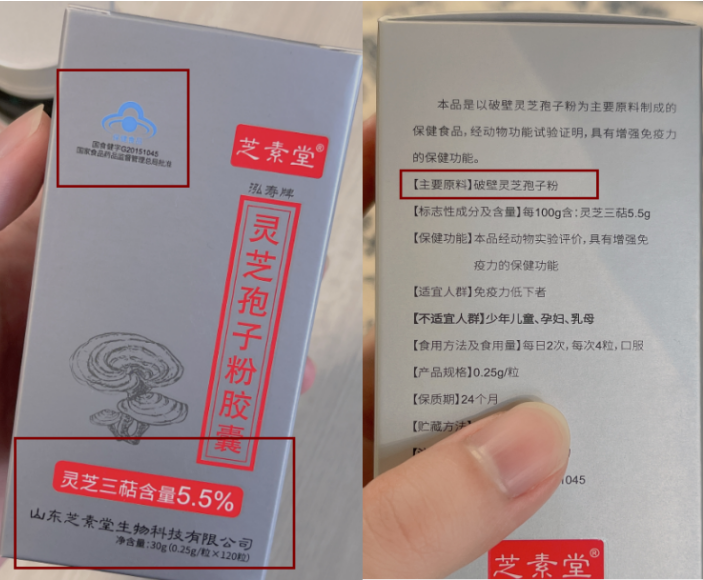 国食健字G20151045
国家食品药品监督管理总局批准
芝素堂®
泓寿牌
灵芝孢子粉胶囊
灵芝三萜含量5.5%
山东芝素堂生物科技有限公司
净含量:30g(0.25g/粒×120粒)
本品是以破壁灵芝孢子粉为主要原料制成的
保健食品，经动物功能试验证明，具有增强免疫力
的保健功能。
【主要原料】破壁灵芝孢子粉
【标志性成分及含量】每100g含:灵芝三萜5.5g
【保健功能】本品经动物实验评价，具有增强免
疫力的保健功能
【适宜人群】免疫力低下者
【不适宜人群】少年儿童、孕妇、乳母
【食用方法及食用量】每日2次，每次4粒，口服
【产品规格】0.25g/粒
【保质期】24个月
【贮藏方法
1045
芝素堂®